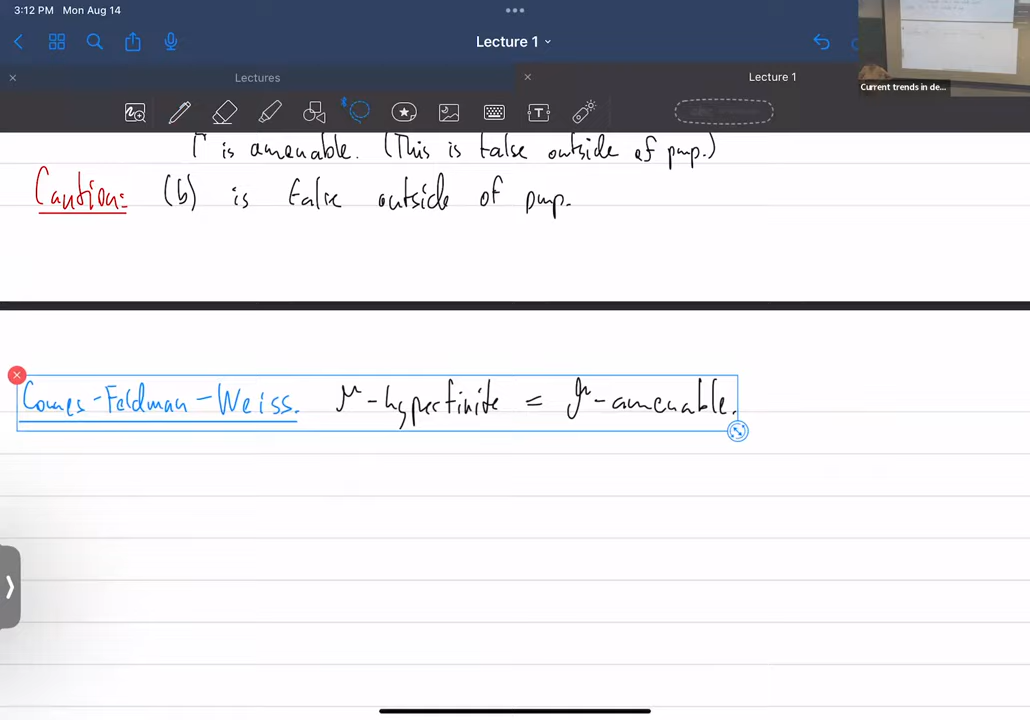 3:12 PM Mon Aug 14
Lecture 1
Lectures
Lecture 1
Current trends in de...
Γ is amenable. (This is false outside of pmp.)
Caution: (b) is false outside of pmp.
Connes-Feldman-Weiss. μ-hyperfinite = μ-amenable.